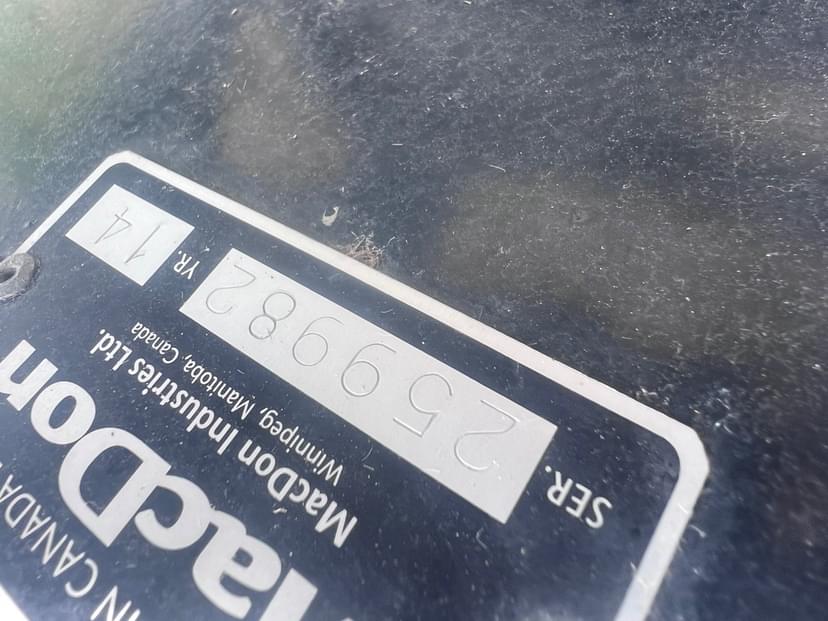 IN CANADA
MacDon
MacDon Industries Ltd.
Winnipeg, Manitoba, Canada
SER. 259982 YR. 14